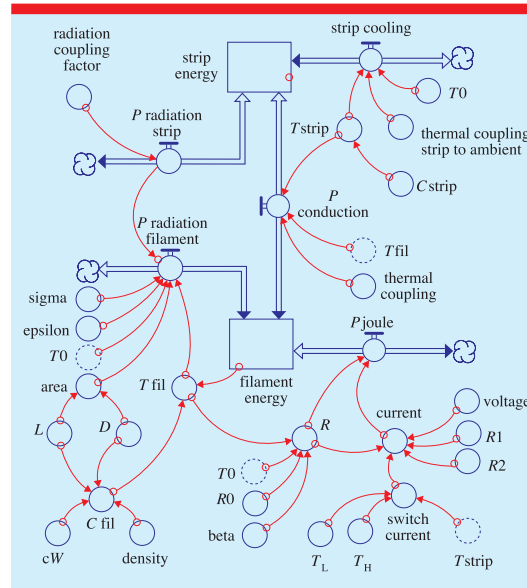 radiation
coupling
factor
strip
energy
strip cooling
T0
P radiation
strip
T strip
thermal coupling
strip to ambient
C strip
P
conduction
P radiation
filament
T fil
thermal
coupling
sigma
epsilon
T0
area
T fil
filament
energy
P joule
voltage
L
D
R
current
R1
T0
R2
R0
C fil
beta
switch
current
cW
density
TL
TH
T strip